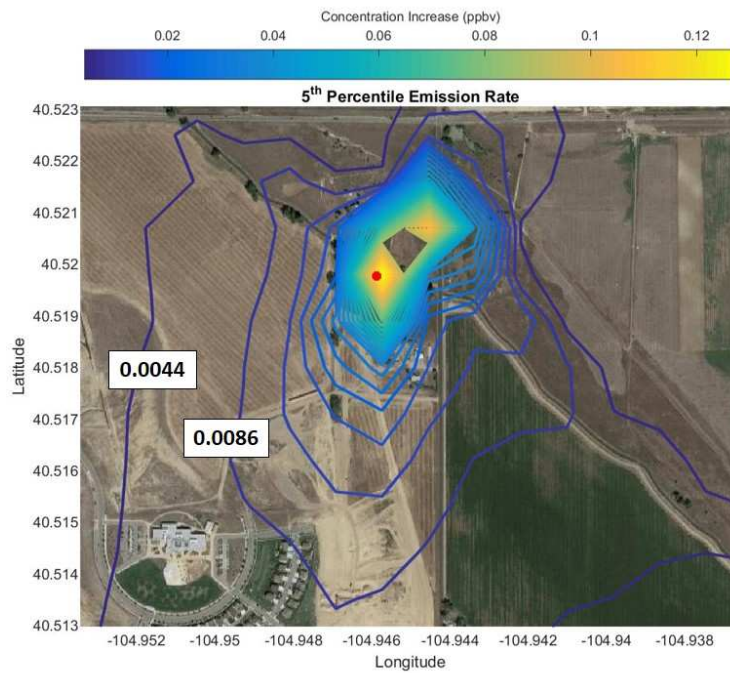 Concentration Increase (ppbv)
0.02 0.04 0.06 0.08 0.1 0.12
5th Percentile Emission Rate
40.523
40.522
40.521
40.52
40.519
40.518
40.517
40.516
40.515
40.514
40.513
Latitude
0.0044
0.0086
-104.952 -104.95 -104.948 -104.946 -104.944 -104.942 -104.94 -104.938
Longitude